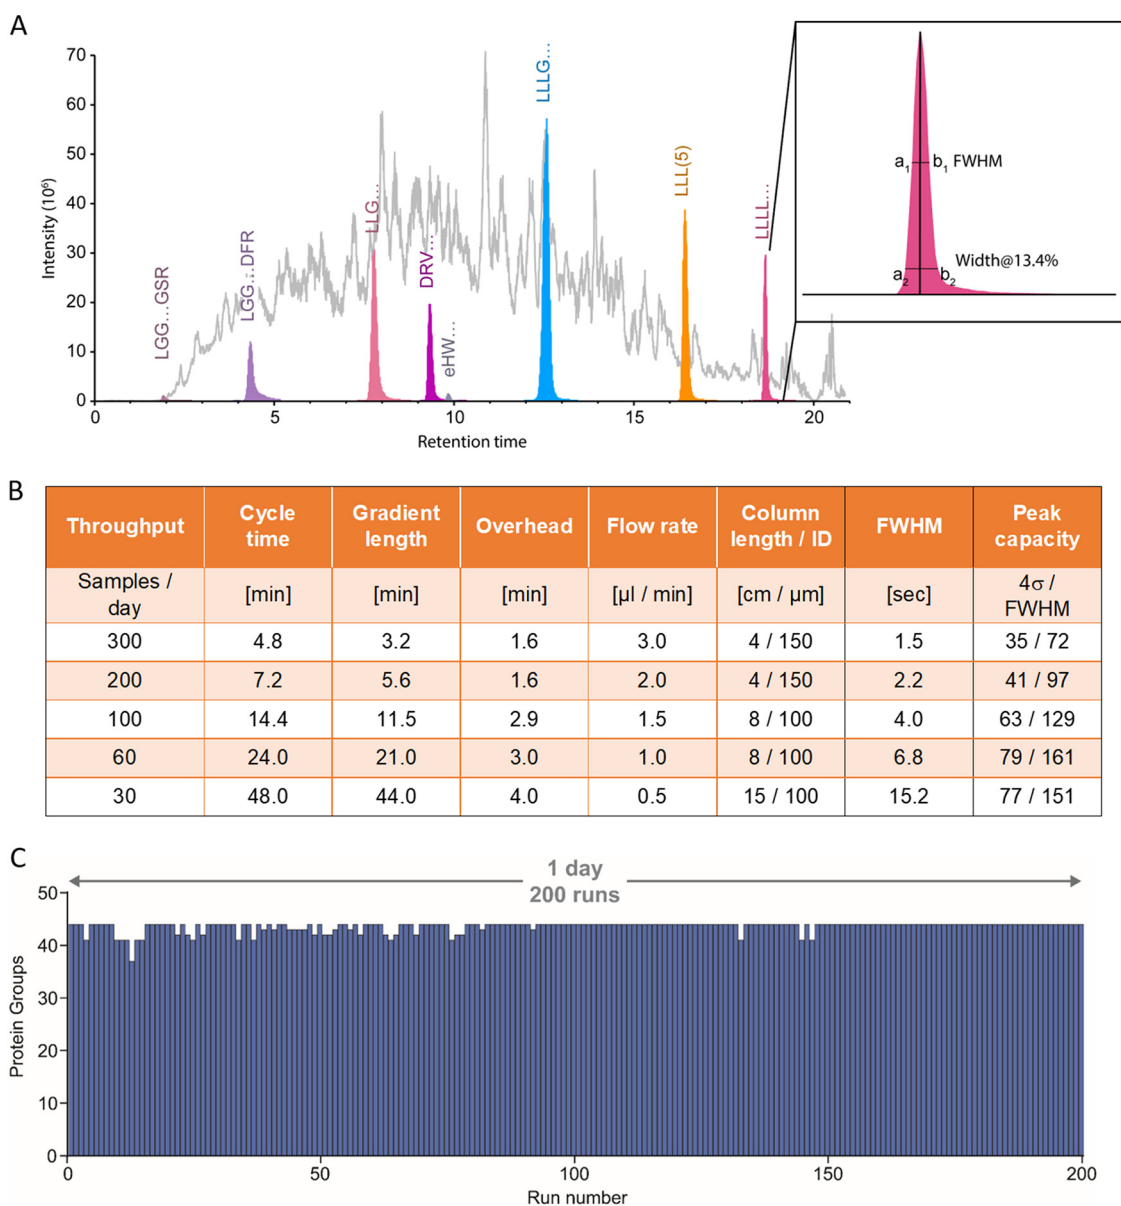 A
70
60
50
40
30
20
10
0
Intensity (10⁶)
LGG...GSR
LGG...DFR
LLG...
DRV...
eHW...
LLLG...
LLL(5)
LLLL...
a₁ b₁ FWHM
Width@13.4%
a₂ b₂
0 5 10 15 20
Retention time
B
Throughput Cycle time Gradient length Overhead Flow rate Column length / ID FWHM Peak capacity
Samples / day [min] [min] [min] [µl / min] [cm / µm] [sec] 4σ / FWHM
300 4.8 3.2 1.6 3.0 4 / 150 1.5 35 / 72
200 7.2 5.6 1.6 2.0 4 / 150 2.2 41 / 97
100 14.4 11.5 2.9 1.5 8 / 100 4.0 63 / 129
60 24.0 21.0 3.0 1.0 8 / 100 6.8 79 / 161
30 48.0 44.0 4.0 0.5 15 / 100 15.2 77 / 151
C
1 day
200 runs
50
40
30
20
10
0
Protein Groups
0 50 100 150 200
Run number